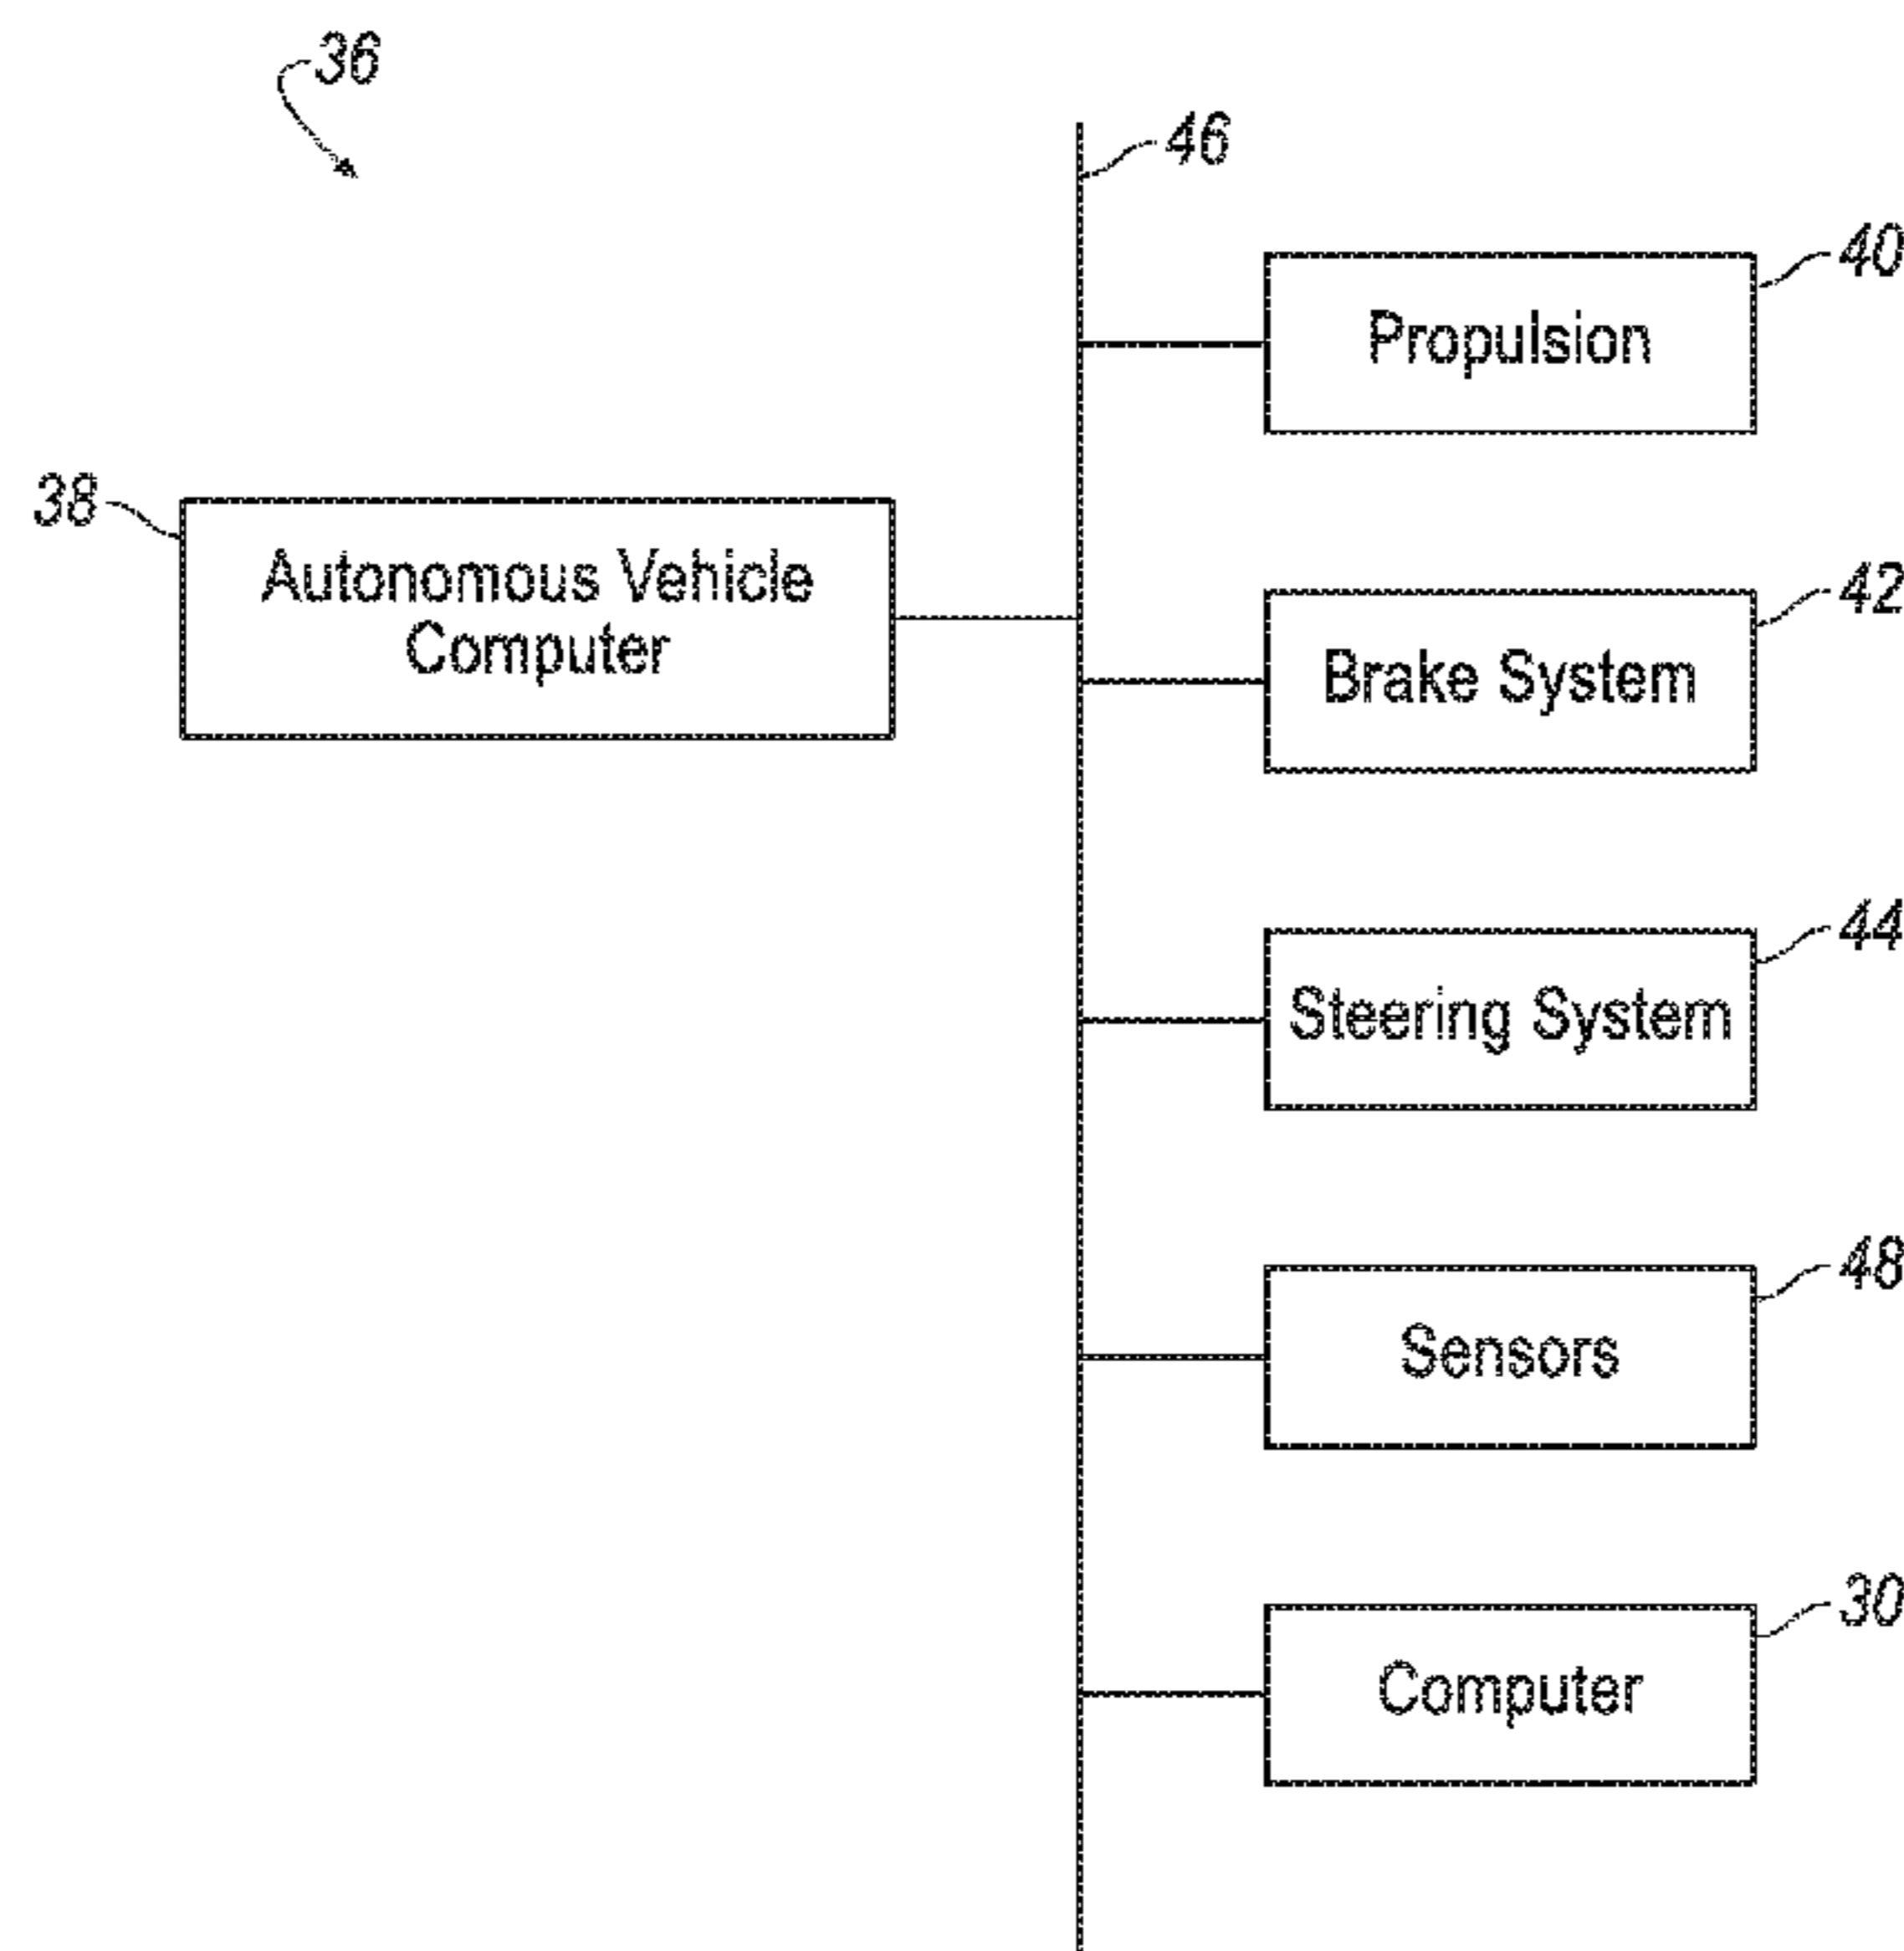 36
46
40
Propulsion
38
Autonomous Vehicle
Computer
42
Brake System
44
Steering System
48
Sensors
30
Computer